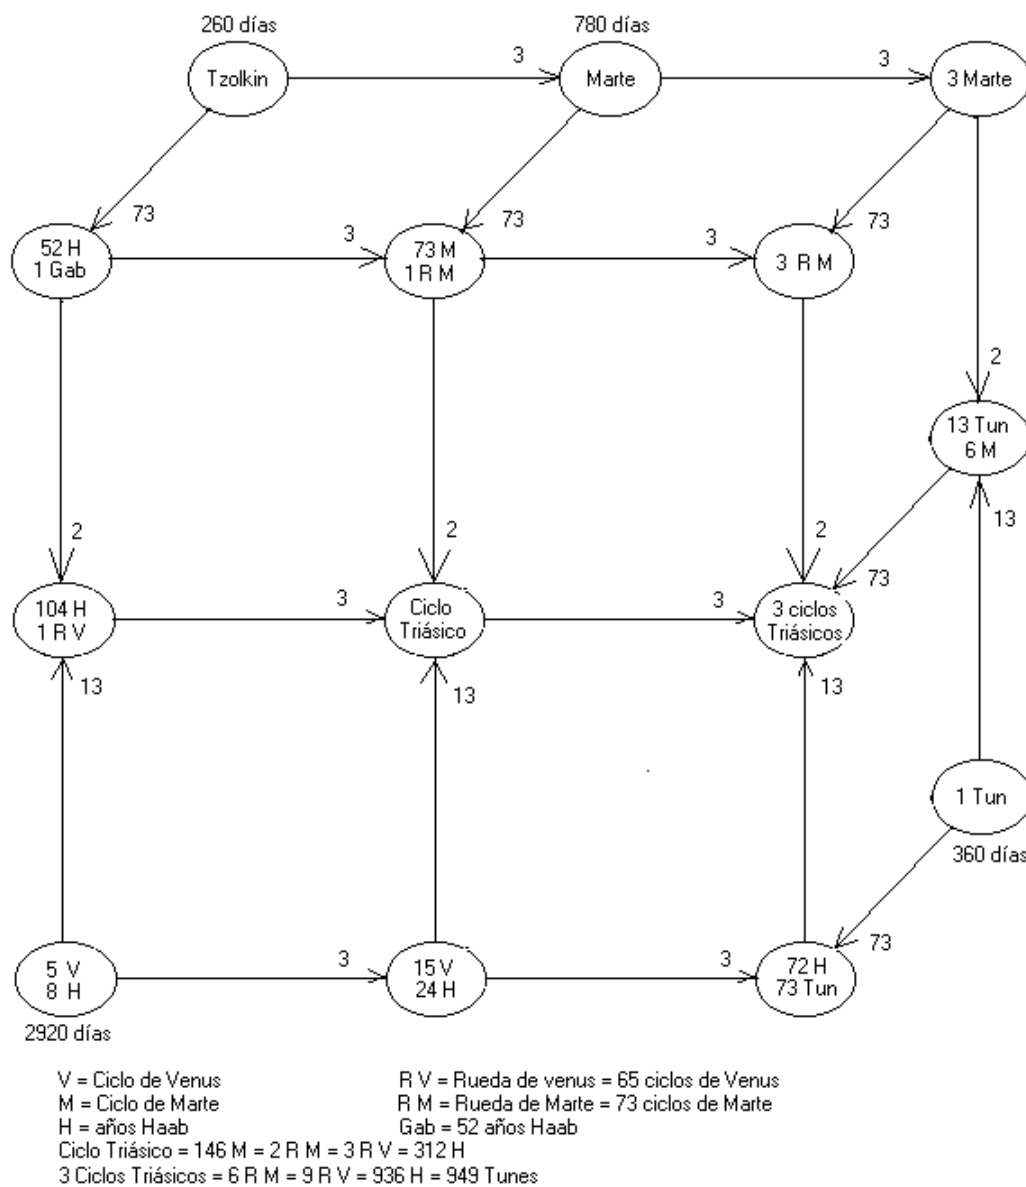 260 días
780 días
Tzolkin
3
Marte
3
3 Marte
73
73
73
52 H
1 Gab
3
73 M
1 R M
3
3 R M
2
13 Tun
6 M
13
2
2
2
73
104 H
1 R V
3
Ciclo
Triásico
3
3 ciclos
Triásicos
13
13
13
1 Tun
360 días
73
5 V
8 H
3
15 V
24 H
3
72 H
73 Tun
2920 días
V = Ciclo de Venus
R V = Rueda de venus = 65 ciclos de Venus
M = Ciclo de Marte
R M = Rueda de Marte = 73 ciclos de Marte
H = años Haab
Gab = 52 años Haab
Ciclo Triásico = 146 M = 2 R M = 3 R V = 312 H
3 Ciclos Triásicos = 6 R M = 9 R V = 936 H = 949 Tunes